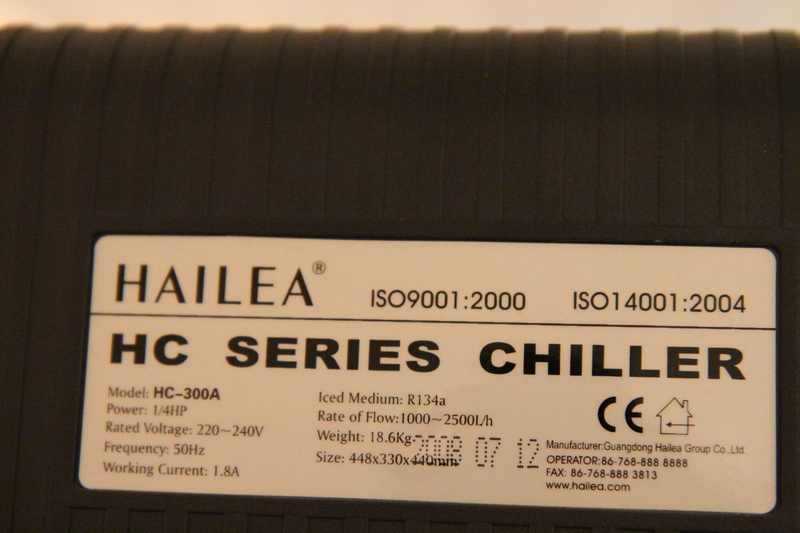 HAILEA® ISO9001:2000 ISO14001:2004
HC SERIES CHILLER
Model: HC-300A
Power: 1/4HP
Rated Voltage: 220~240V
Frequency: 50Hz
Working Current: 1.8A
Iced Medium: R134a
Rate of Flow:1000~2500L/h
Weight: 18.6Kg
Size: 448x330x440mm
2008 07 12
CE
Manufacturer:Guangdong Hailea Group Co.,Ltd.
OPERATOR:86-768-888 8888
FAX: 86-768-888 3813
www.hailea.com